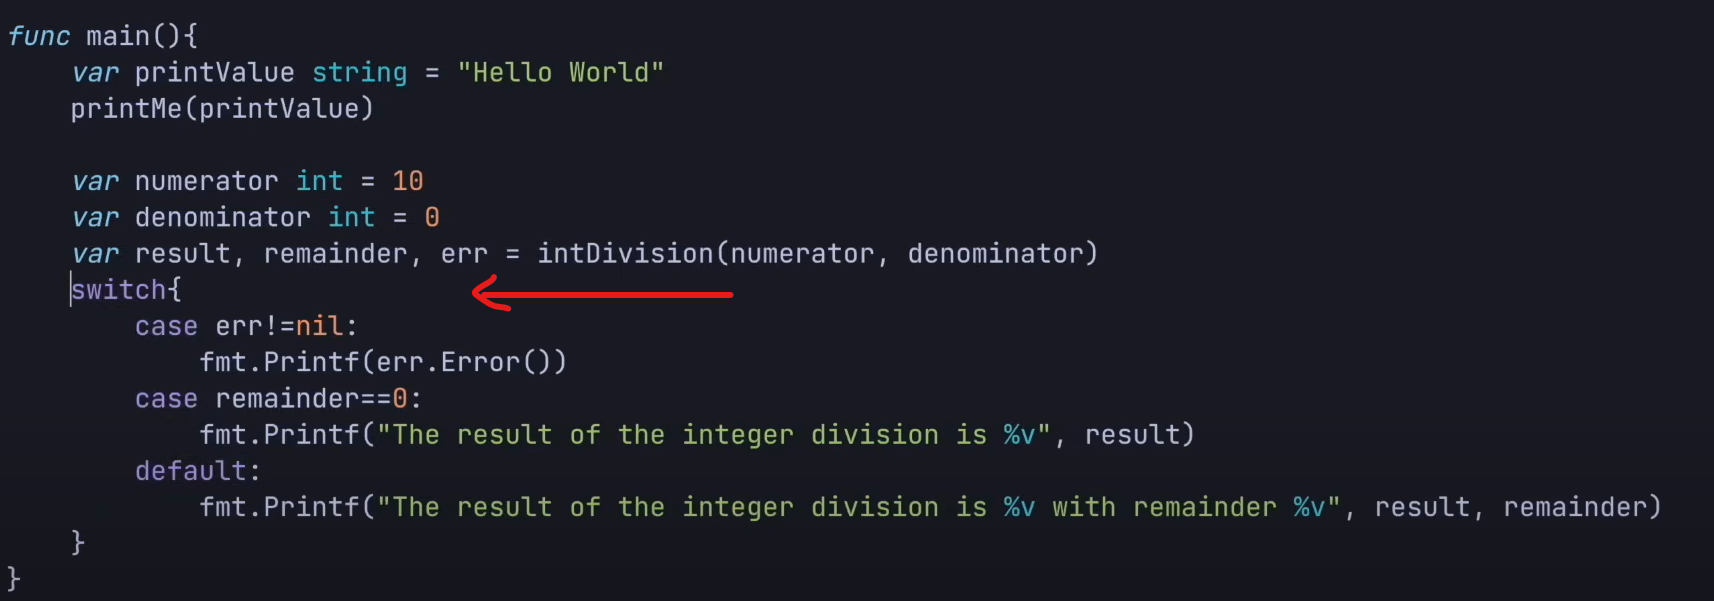 func main(){
    var printValue string = "Hello World"
    printMe(printValue)

    var numerator int = 10
    var denominator int = 0
    var result, remainder, err = intDivision(numerator, denominator)
    switch{
        case err!=nil:
            fmt.Printf(err.Error())
        case remainder==0:
            fmt.Printf("The result of the integer division is %v", result)
        default:
            fmt.Printf("The result of the integer division is %v with remainder %v", result, remainder)
    }
}